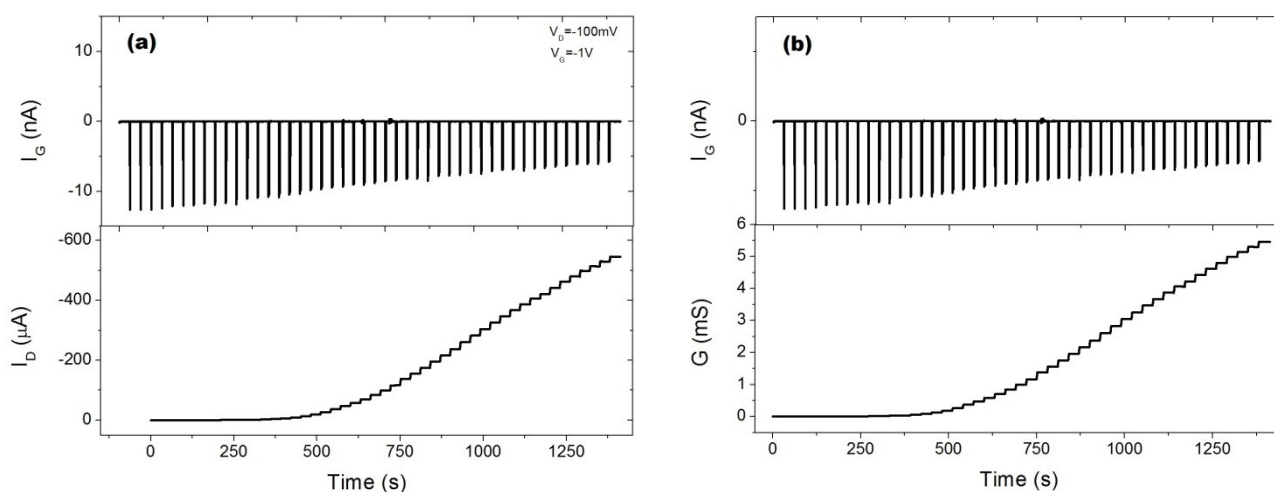 (a)
V_D=-100mV
V_G=-1V
10
0
-10
I_G (nA)
-600
-400
-200
0
I_D (μA)
0 250 500 750 1000 1250
Time (s)
(b)
0
I_G (nA)
6
5
4
3
2
1
0
G (mS)
0 250 500 750 1000 1250
Time (s)